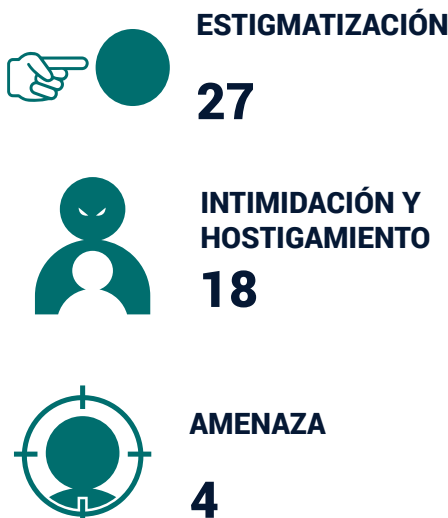 ESTIGMATIZACIÓN
27
INTIMIDACIÓN Y
HOSTIGAMIENTO
18
AMENAZA
4